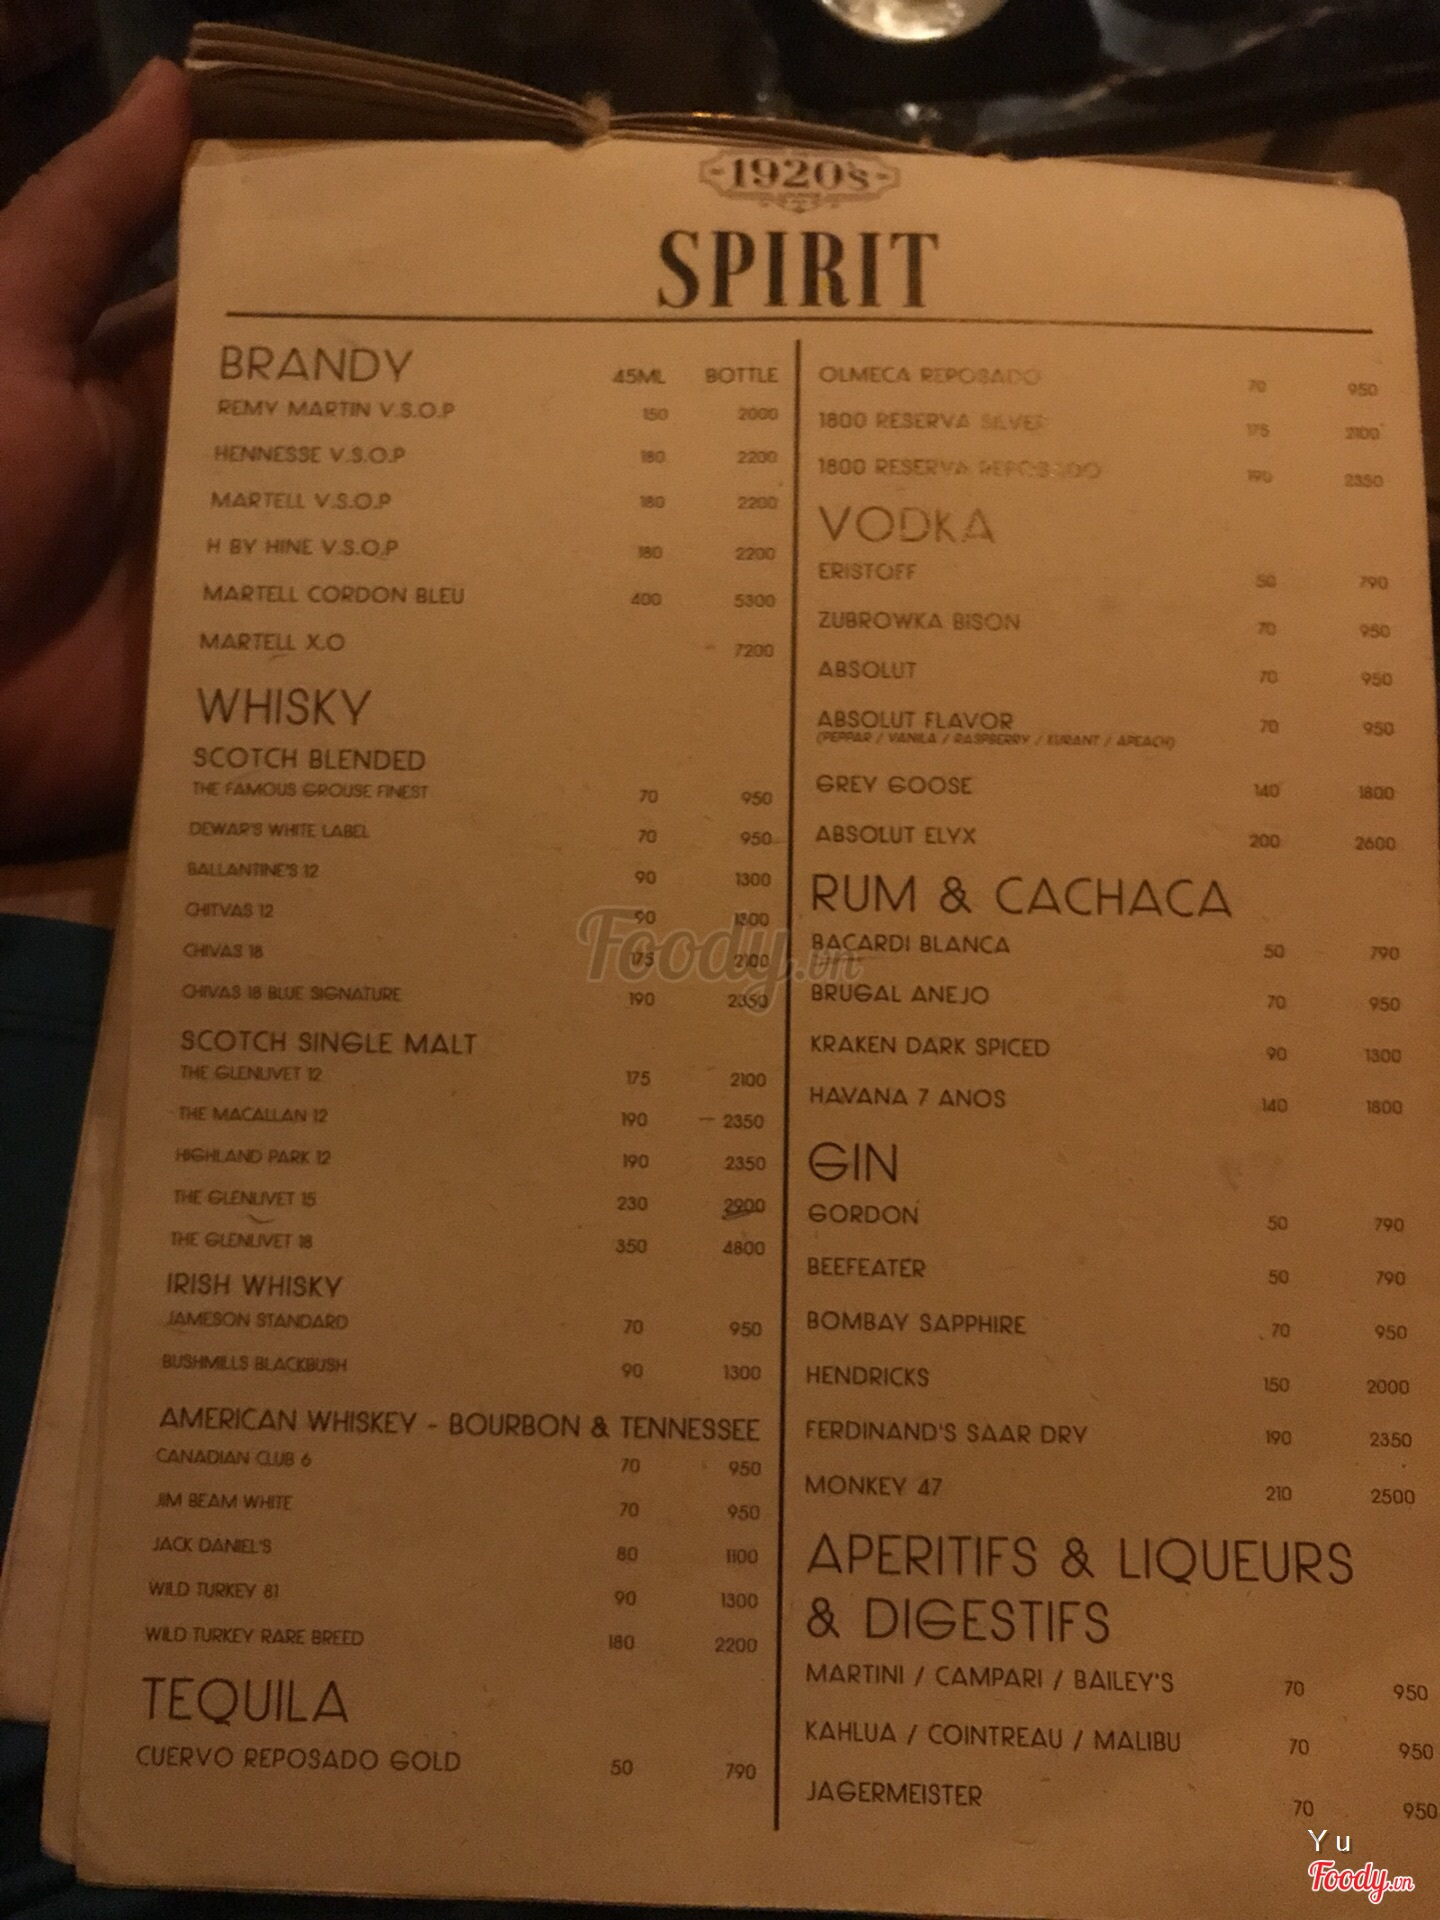 1920's
SPIRIT
BRANDY 45ML BOTTLE
REMY MARTIN V.S.O.P 150 2000
HENNESSE V.S.O.P 180 2200
MARTELL V.S.O.P 180 2200
H BY HINE V.S.O.P 180 2200
MARTELL CORDON BLEU 400 5300
MARTELL X.O - 7200
WHISKY
SCOTCH BLENDED
THE FAMOUS GROUSE FINEST 70 950
DEWAR'S WHITE LABEL 70 950
BALLANTINE'S 12 90 1300
CHITVAS 12 90 1300
CHIVAS 18 175 2100
CHIVAS 18 BLUE SIGNATURE 190 2350
SCOTCH SINGLE MALT
THE GLENLIVET 12 175 2100
THE MACALLAN 12 190 2350
HIGHLAND PARK 12 190 2350
THE GLENLIVET 15 230 2900
THE GLENLIVET 18 350 4800
IRISH WHISKY
JAMESON STANDARD 70 950
BUSHMILLS BLACKBUSH 90 1300
AMERICAN WHISKEY - BOURBON & TENNESSEE
CANADIAN CLUB 6 70 950
JIM BEAM WHITE 70 950
JACK DANIEL'S 80 1100
WILD TURKEY 81 90 1300
WILD TURKEY RARE BREED 180 2200
TEQUILA
CUERVO REPOSADO GOLD 50 790
OLMECA REPOSADO 70 950
1800 RESERVA SILVER 175 2100
1800 RESERVA REPOSADO 190 2350
VODKA
ERISTOFF 50 790
ZUBROWKA BISON 70 950
ABSOLUT 70 950
ABSOLUT FLAVOR 70 950
(PEPPAR / VANILA / RASPBERRY / KURANT / APEACH)
GREY GOOSE 140 1800
ABSOLUT ELYX 200 2600
RUM & CACHACA
BACARDI BLANCA 50 790
BRUGAL ANEJO 70 950
KRAKEN DARK SPICED 90 1300
HAVANA 7 ANOS 140 1800
GIN
GORDON 50 790
BEEFEATER 50 790
BOMBAY SAPPHIRE 70 950
HENDRICKS 150 2000
FERDINAND'S SAAR DRY 190 2350
MONKEY 47 210 2500
APERITIFS & LIQUEURS
& DIGESTIFS
MARTINI / CAMPARI / BAILEY'S 70 950
KAHLUA / COINTREAU / MALIBU 70 950
JAGERMEISTER 70 950
Foody.vn
Yu
Foody.vn